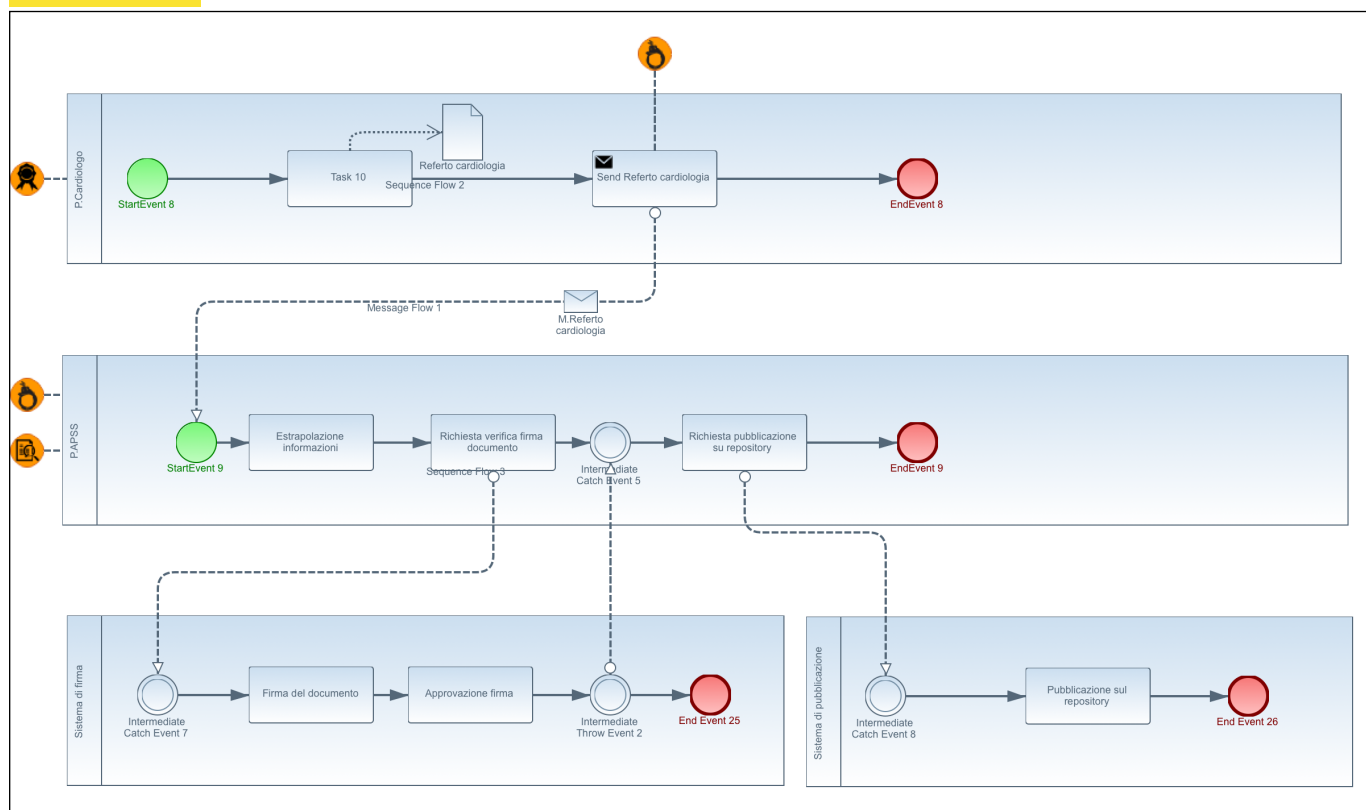 P.Cardiologo
StartEvent 8
Task 10
Referto cardiologia
Sequence Flow 2
Send Referto cardiologia
EndEvent 8
Message Flow 1
M.Referto
cardiologia
P.APSS
StartEvent 9
Estrapolazione
informazioni
Richiesta verifica firma
documento
Sequence Flow 3
Intermediate
Catch Event 5
Richiesta pubblicazione
su repository
EndEvent 9
Sistema di firma
Intermediate
Catch Event 7
Firma del documento
Approvazione firma
Intermediate
Throw Event 2
End Event 25
Sistema di pubblicazione
Intermediate
Catch Event 8
Pubblicazione sul
repository
End Event 26